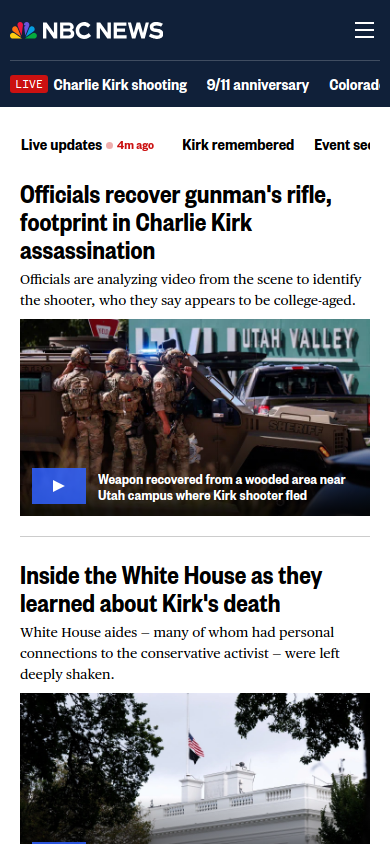 NBC NEWS
LIVE Charlie Kirk shooting 9/11 anniversary Colorad
Live updates 4m ago Kirk remembered Event sec
Officials recover gunman's rifle,
footprint in Charlie Kirk
assassination
Officials are analyzing video from the scene to identify
the shooter, who they say appears to be college-aged.
UVU UTAH VALLEY
SHERIFF
Weapon recovered from a wooded area near
Utah campus where Kirk shooter fled
Inside the White House as they
learned about Kirk's death
White House aides – many of whom had personal
connections to the conservative activist – were left
deeply shaken.